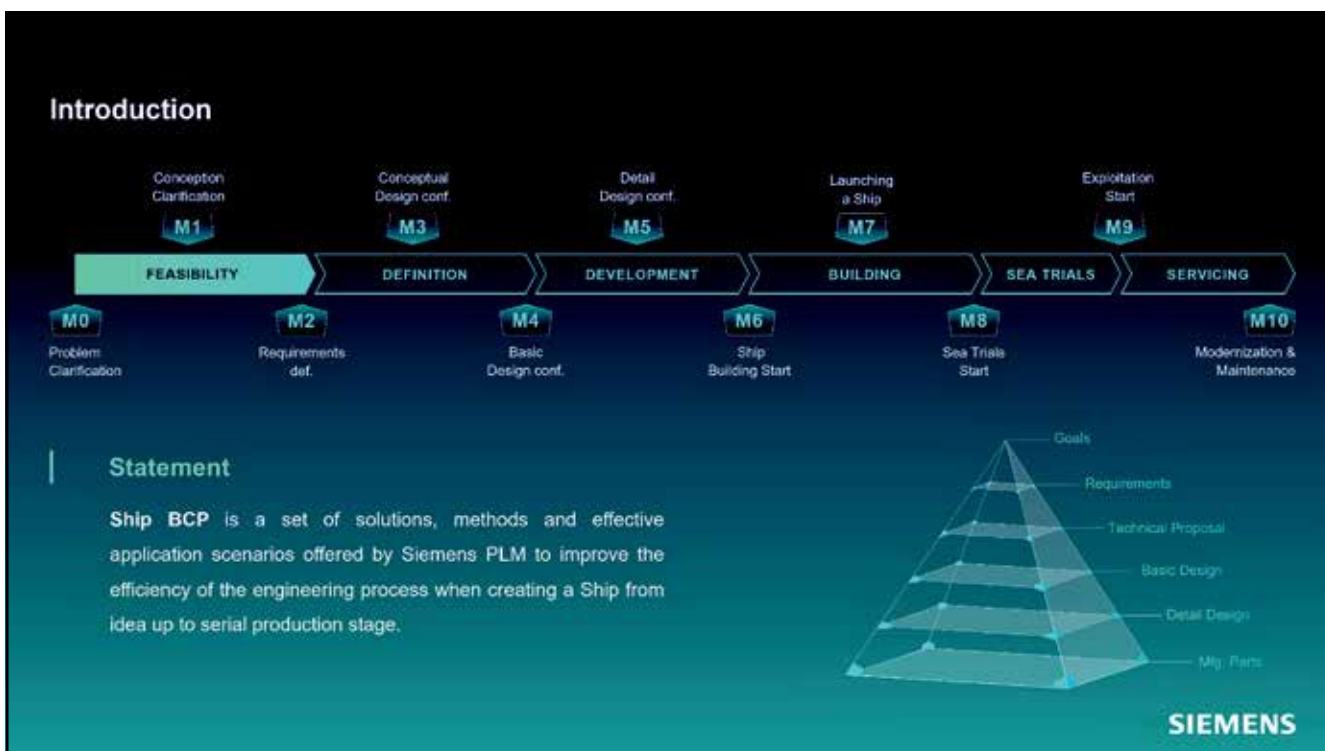 Introduction
Conception
Clarification
M1
Conceptual
Design conf.
M3
Detail
Design conf.
M5
Launching
a Ship
M7
Exploitation
Start
M9
FEASIBILITY
DEFINITION
DEVELOPMENT
BUILDING
SEA TRIALS
SERVICING
M0
Problem
Clarification
M2
Requirements
def.
M4
Basic
Design conf.
M6
Ship
Building Start
M8
Sea Trials
Start
M10
Modernization &
Maintenance
Statement
Ship BCP is a set of solutions, methods and effective
application scenarios offered by Siemens PLM to improve the
efficiency of the engineering process when creating a Ship from
idea up to serial production stage.
Goals
Requirements
Technical Proposal
Basic Design
Detail Design
Mfg. Parts
SIEMENS